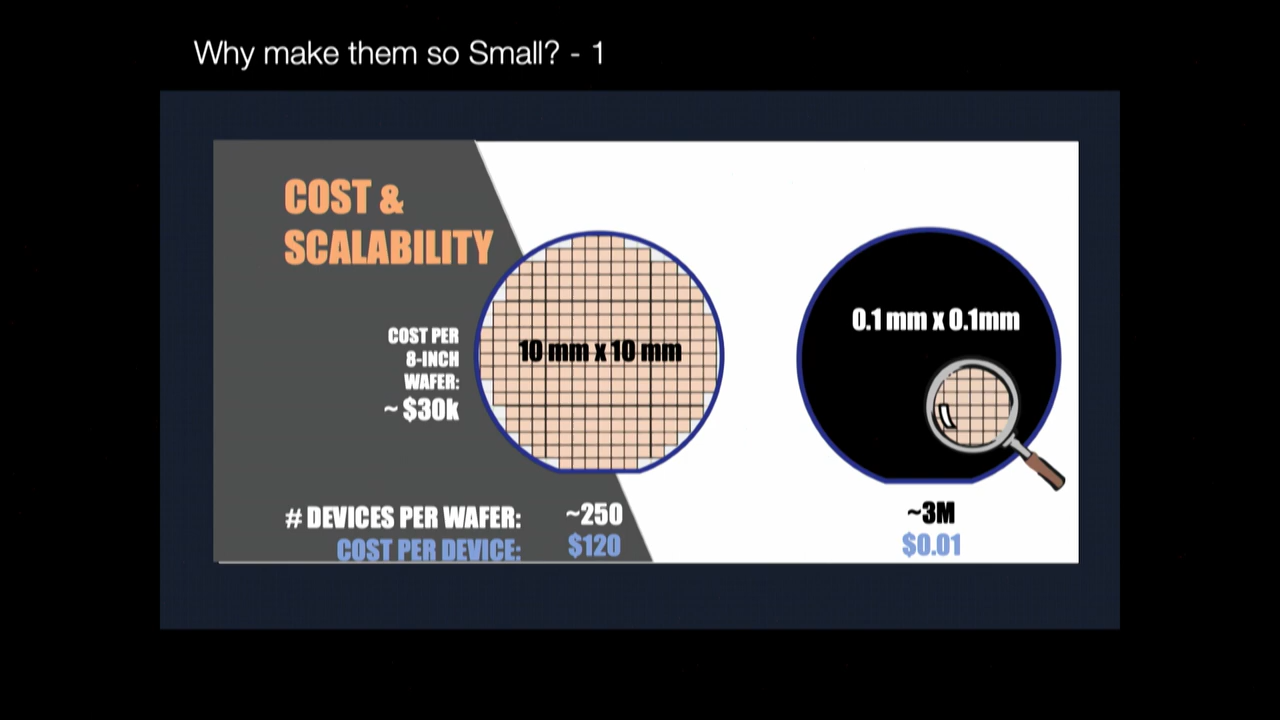 Why make them so Small? - 1
COST &
SCALABILITY
COST PER
8-INCH
WAFER:
~ $30k
10 mm x 10 mm
0.1 mm x 0.1mm
# DEVICES PER WAFER:
~250
~3M
COST PER DEVICE:
$120
$0.01